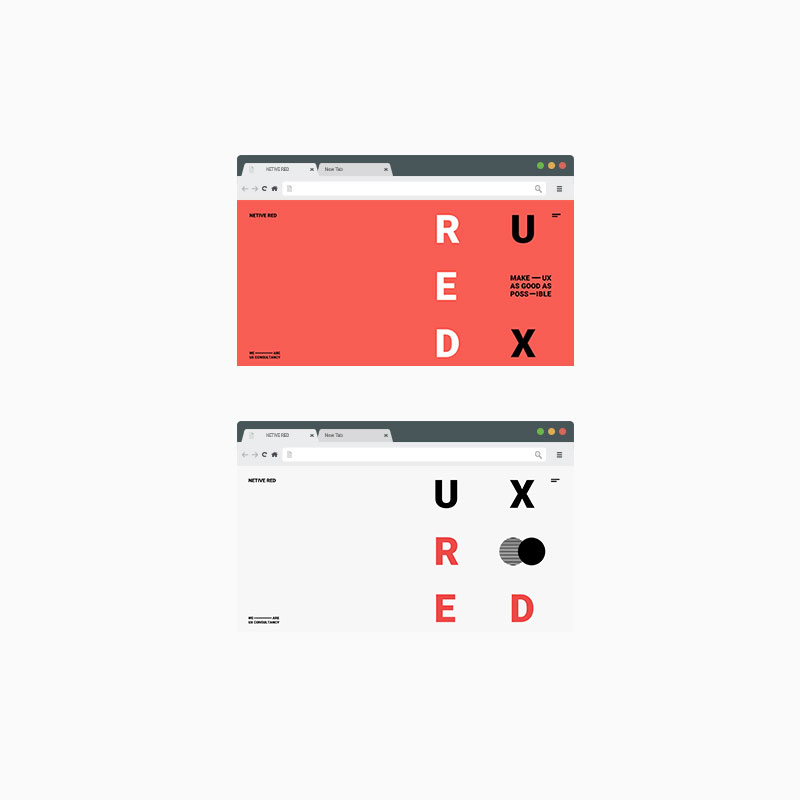 NETIVE RED
New Tab
NETIVE RED
R U
MAKE — UX
E AS GOOD AS
POSS—IBLE
D X
WE ——— ARE
UX CONSULTANCY
NETIVE RED
New Tab
NETIVE RED
U X
R
E D
WE ——— ARE
UX CONSULTANCY